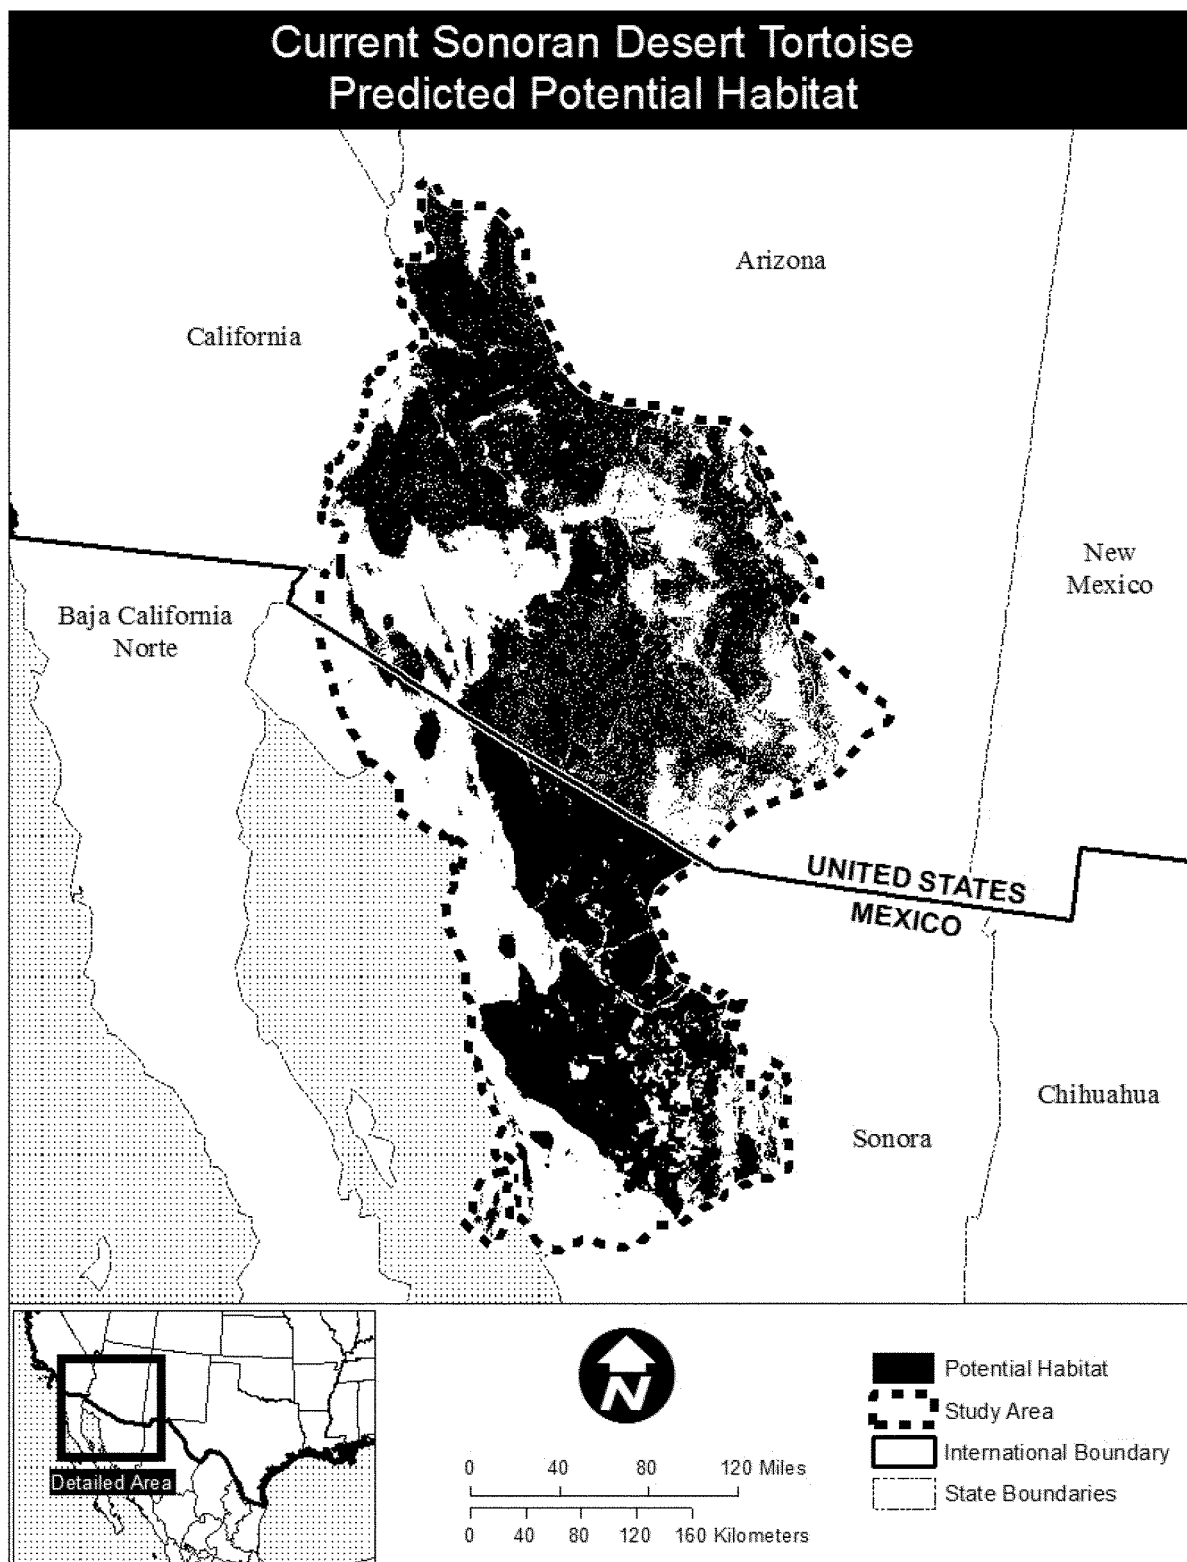 Current Sonoran Desert Tortoise
Predicted Potential Habitat
Arizona
California
New
Mexico
Baja California
Norte
UNITED STATES
MEXICO
Chihuahua
Sonora
Detailed Area
N
0 40 80 120 Miles
0 40 80 120 160 Kilometers
Potential Habitat
Study Area
International Boundary
State Boundaries